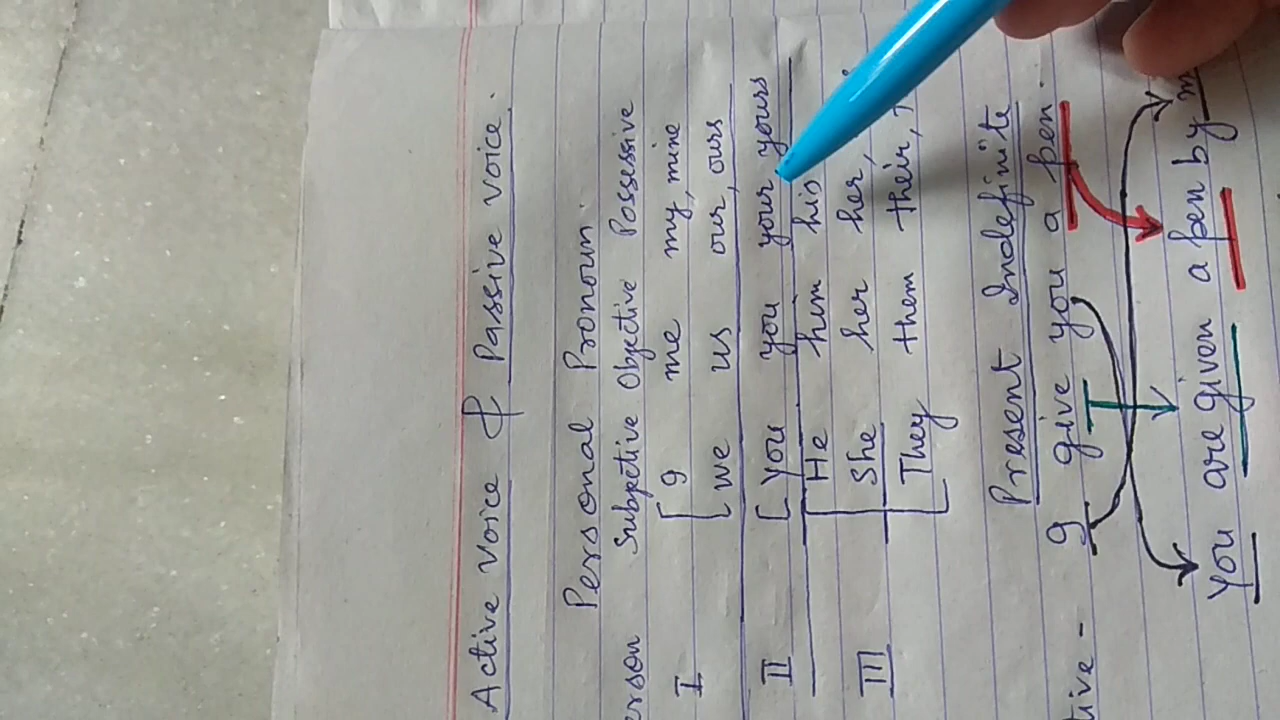 Active Voice & Passive Voice.
Personal Pronoun.
Subjective Objective Possessive
I [ I me my, mine
[ we us our, ours
II [ You you your yours
[ He him his
III She her her,
[ They them their,
Present Indefinite
I give you a pen.
You are given a pen by